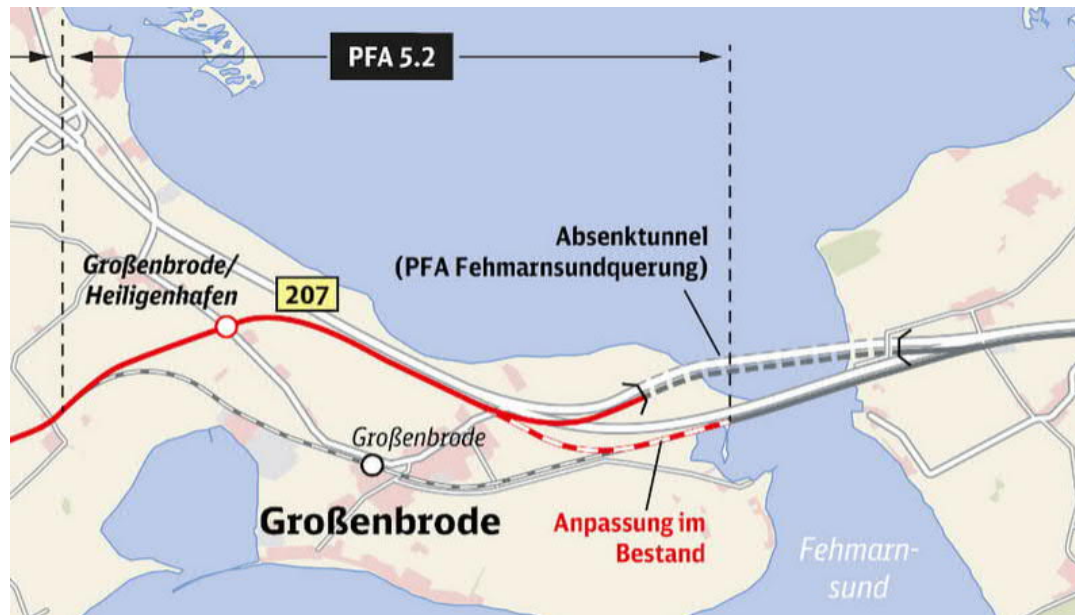 PFA 5.2
Absenktunnel
(PFA Fehmarnsundquerung)
Großenbrode/
Heiligenhafen
207
Großenbrode
Großenbrode
Anpassung im
Bestand
Fehmarn-
sund